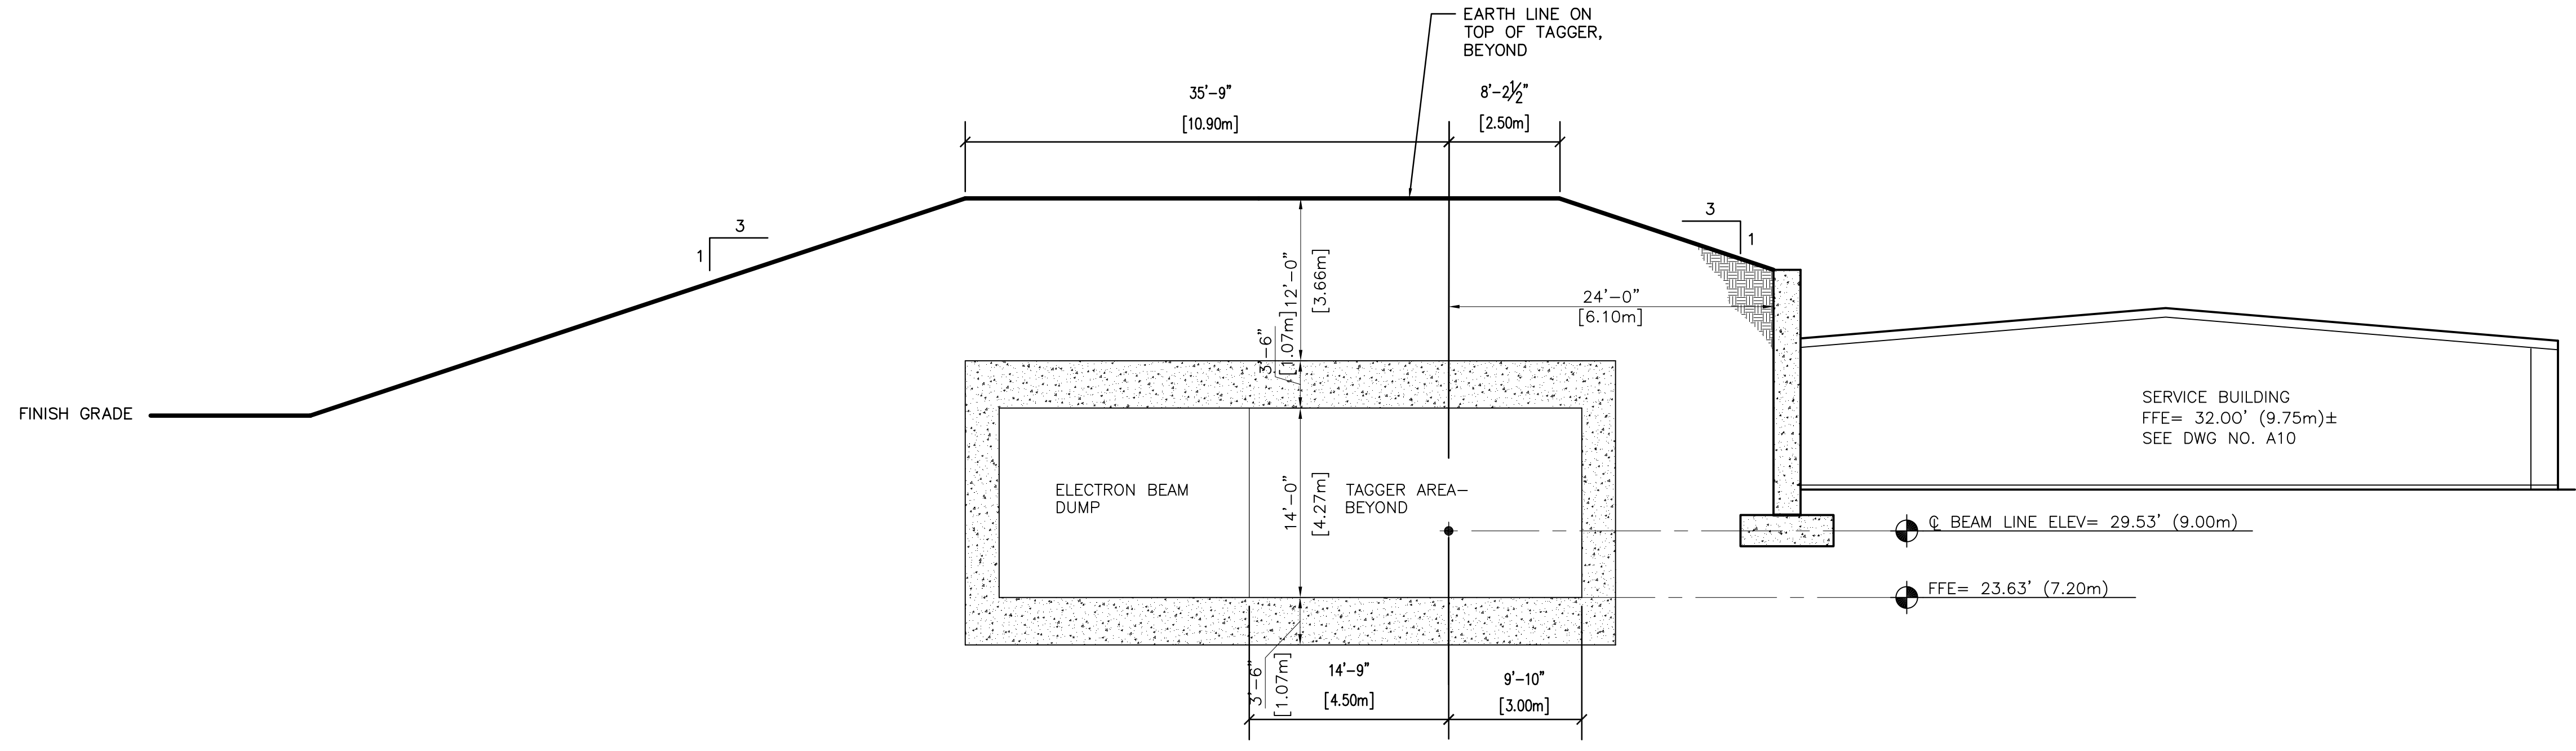 EARTH LINE ON
TOP OF TAGGER,
BEYOND
35'-9"
[10.90m]
8'-2½"
[2.50m]
3
1
3
1
12'-0"
[3.66m]
24'-0"
[6.10m]
3'-6"
[1.07m]
FINISH GRADE
SERVICE BUILDING
FFE= 32.00' (9.75m)±
SEE DWG NO. A10
ELECTRON BEAM
DUMP
14'-0"
[4.27m]
TAGGER AREA-
BEYOND
℄ BEAM LINE ELEV= 29.53' (9.00m)
FFE= 23.63' (7.20m)
3'-6"
[1.07m]
14'-9"
[4.50m]
9'-10"
[3.00m]